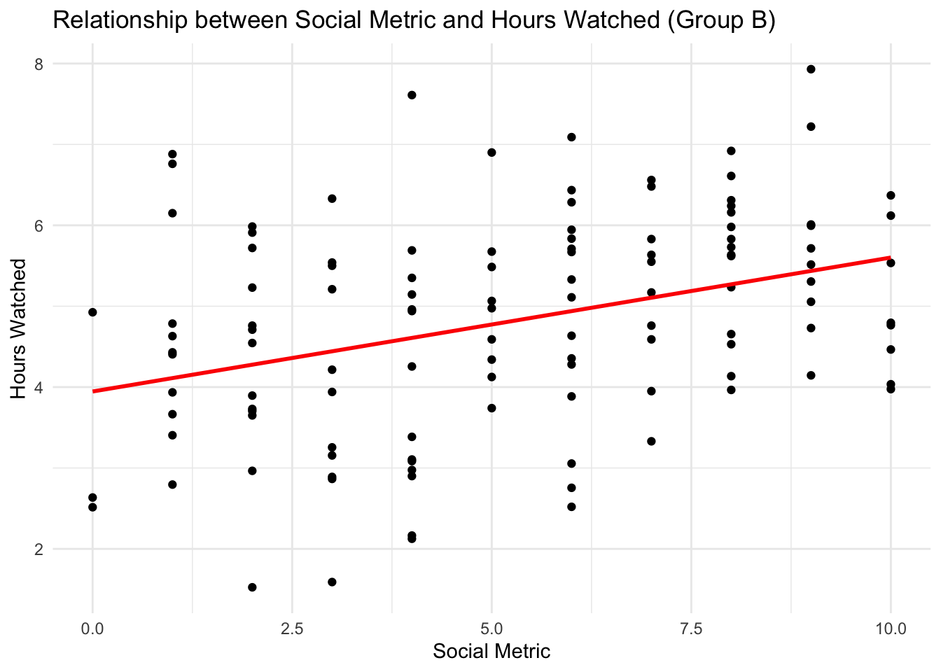 Relationship between Social Metric and Hours Watched (Group B)
Hours Watched
8
6
4
2
0.0 2.5 5.0 7.5 10.0
Social Metric